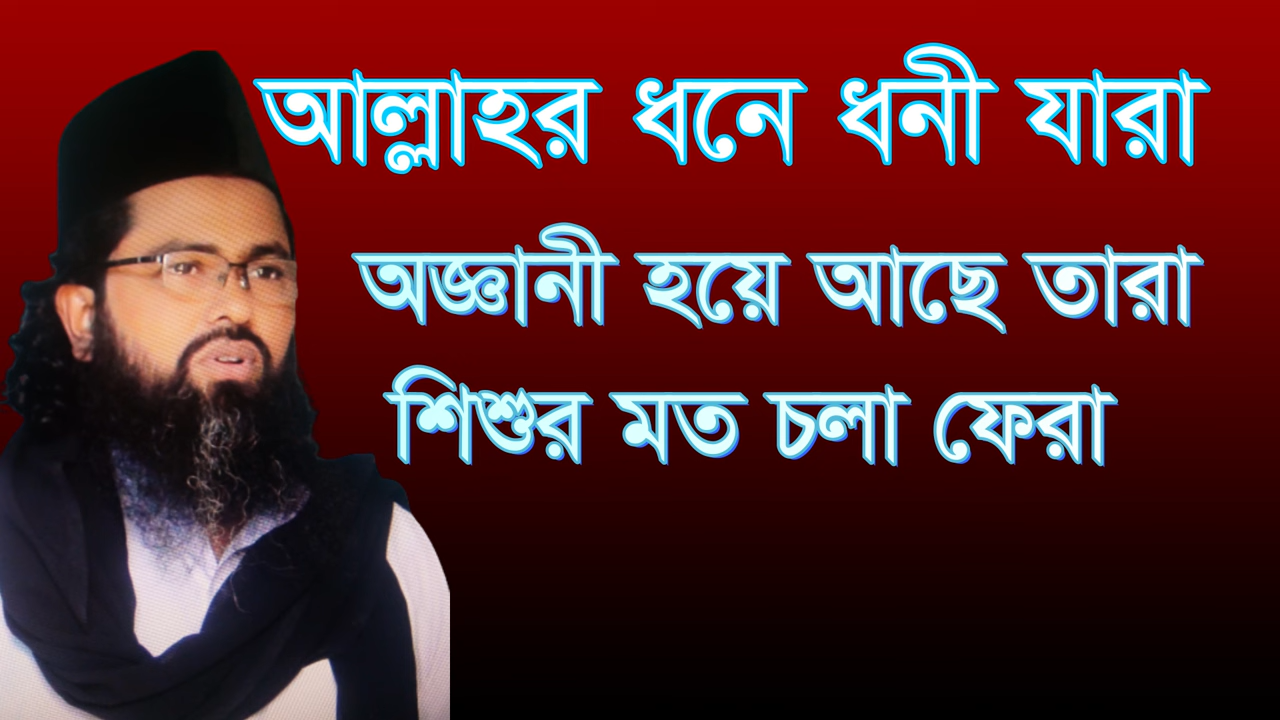 আল্লাহর ধনে ধনী যারা
অজ্ঞানী হয়ে আছে তারা
শিশুর মত চলা ফেরা